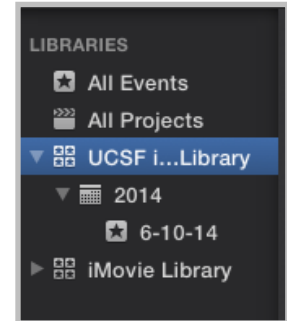 LIBRARIES
All Events
All Projects
UCSF i...Library
2014
6-10-14
iMovie Library